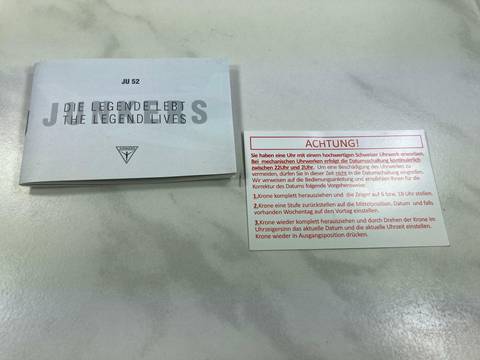 JU 52
JUNKERS
DIE LEGENDE LEBT
THE LEGEND LIVES
ACHTUNG!
Sie haben eine Uhr mit einem hochwertigen Schweizer Uhrwerk erworben.
Bei mechanischen Uhrwerken erfolgt die Datumsschaltung kontinuierlich
zwischen 22Uhr und 2Uhr. Um eine Beschädigung des Uhrwerkes zu
vermeiden, dürfen Sie in dieser Zeit nicht in die Datumschaltung eingreifen.
Wir verweisen auf die Bedienungsanleitung und empfehlen Ihnen für die
Korrektur des Datums folgende Vorgehensweise:
1.Krone komplett herausziehen und die Zeiger auf 6 bzw. 18 Uhr stellen.
2.Krone eine Stufe zurückstellen auf die Mittelposition. Datum und falls
vorhanden Wochentag auf den Vortag einstellen.
3.Krone wieder komplett herausziehen und durch Drehen der Krone im
Uhrzeigersinn das aktuelle Datum und die aktuelle Uhrzeit einstellen.
Krone wieder in Ausgangsposition drücken.